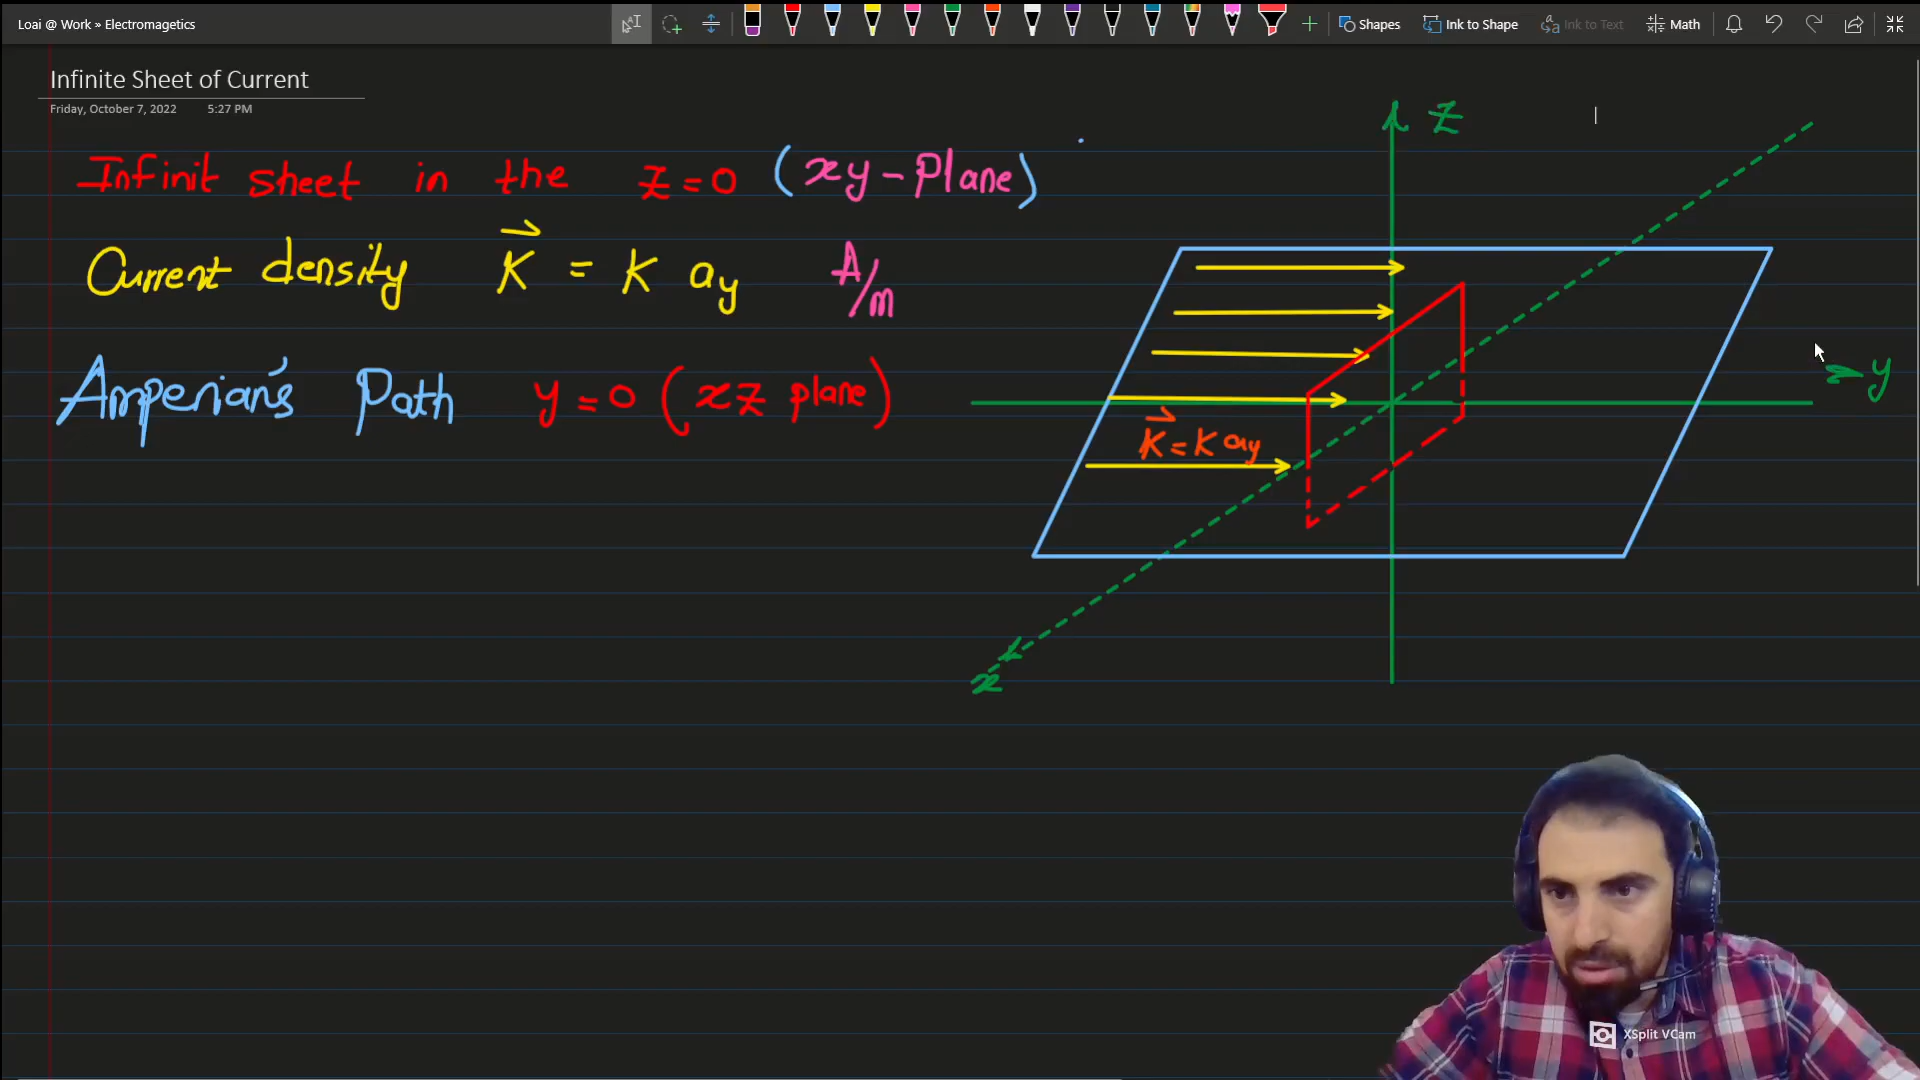 Loai @ Work » Electromagetics
Shapes
Ink to Shape
Ink to Text
Math
Infinite Sheet of Current
Friday, October 7, 2022 5:27 PM
Infinit sheet in the z=0 (xy-Plane)
Current density K⃗ = K ay A/m
Amperian's Path y=0 (xz plane)
z
y
K⃗=K ay
x
XSplit VCam